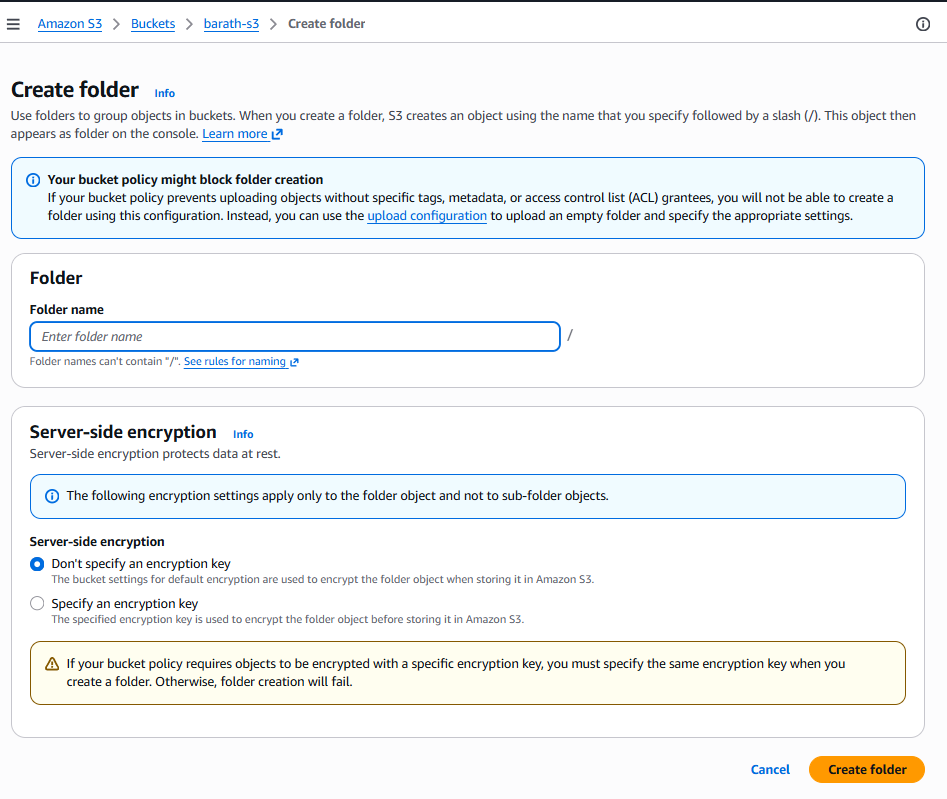 Amazon S3 > Buckets > barath-s3 > Create folder
Create folder Info
Use folders to group objects in buckets. When you create a folder, S3 creates an object using the name that you specify followed by a slash (/). This object then
appears as folder on the console. Learn more
Your bucket policy might block folder creation
If your bucket policy prevents uploading objects without specific tags, metadata, or access control list (ACL) grantees, you will not be able to create a
folder using this configuration. Instead, you can use the upload configuration to upload an empty folder and specify the appropriate settings.
Folder
Folder name
Enter folder name /
Folder names can't contain "/". See rules for naming
Server-side encryption Info
Server-side encryption protects data at rest.
The following encryption settings apply only to the folder object and not to sub-folder objects.
Server-side encryption
Don't specify an encryption key
The bucket settings for default encryption are used to encrypt the folder object when storing it in Amazon S3.
Specify an encryption key
The specified encryption key is used to encrypt the folder object before storing it in Amazon S3.
If your bucket policy requires objects to be encrypted with a specific encryption key, you must specify the same encryption key when you
create a folder. Otherwise, folder creation will fail.
Cancel Create folder